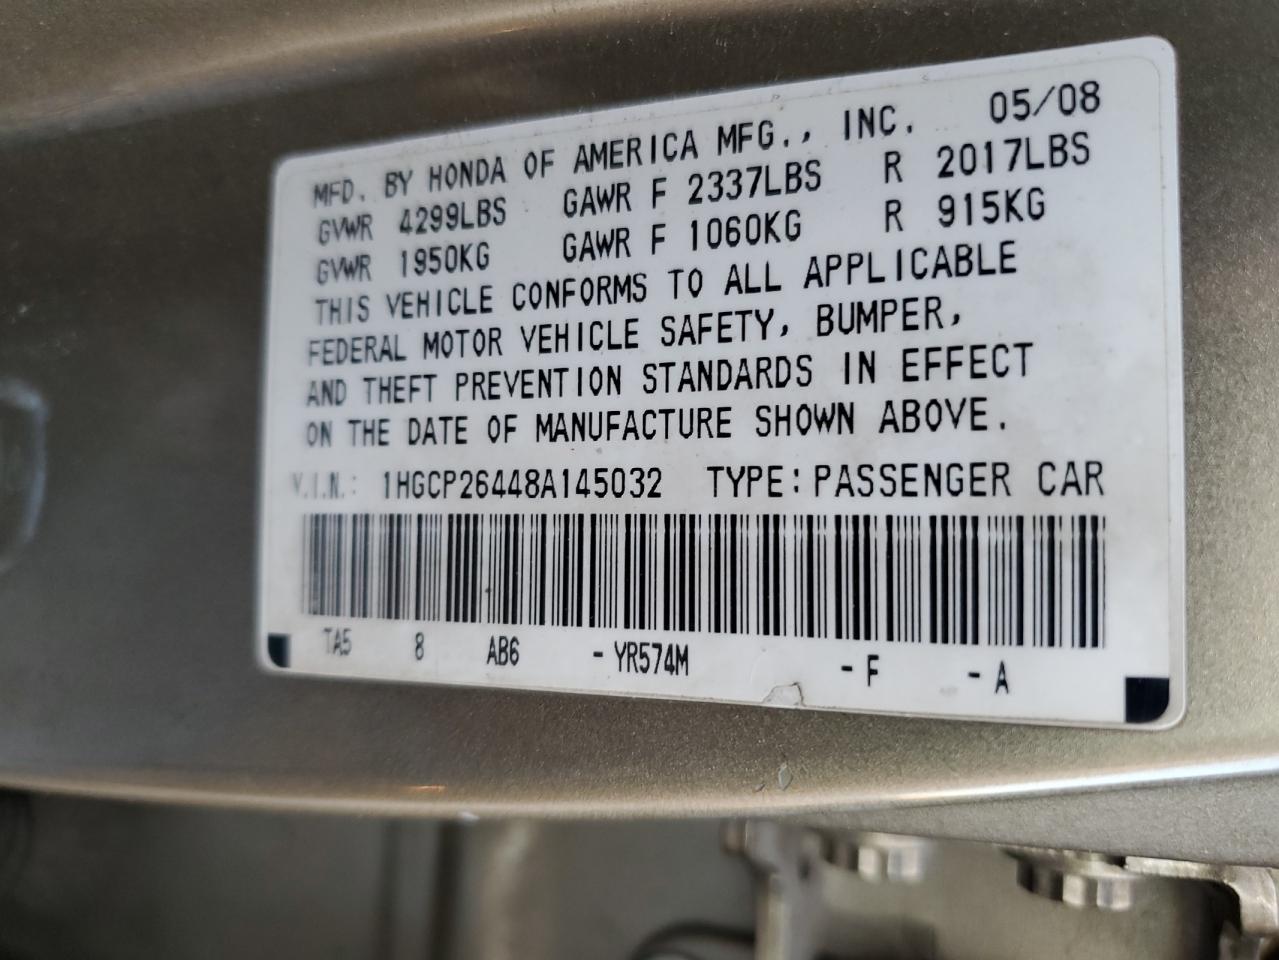 MFD. BY HONDA OF AMERICA MFG., INC. 05/08
GVWR 4299LBS GAWR F 2337LBS R 2017LBS
GVWR 1950KG GAWR F 1060KG R 915KG
THIS VEHICLE CONFORMS TO ALL APPLICABLE
FEDERAL MOTOR VEHICLE SAFETY, BUMPER,
AND THEFT PREVENTION STANDARDS IN EFFECT
ON THE DATE OF MANUFACTURE SHOWN ABOVE.
V.I.N.: 1HGCP26448A145032 TYPE: PASSENGER CAR
TA5 8 AB6 - YR574M - F - A